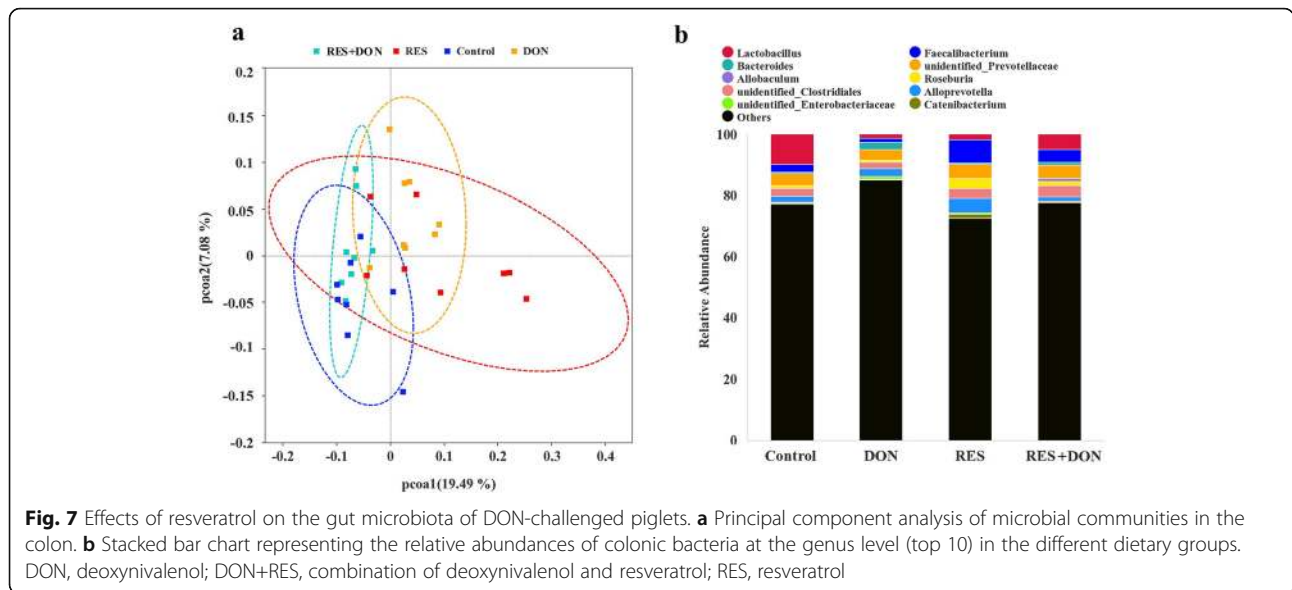 a
RES+DON RES Control DON
0.2
0.15
0.1
0.05
0
-0.05
-0.1
-0.15
-0.2
pcoa2(7.08 %)
-0.2 -0.1 0 0.1 0.2 0.3 0.4
pcoa1(19.49 %)
b
Lactobacillus Faecalibacterium
Bacteroides unidentified_Prevotellaceae
Allobaculum Roseburia
unidentified_Clostridiales Alloprevotella
unidentified_Enterobacteriaceae Catenibacterium
Others
100
80
60
40
20
0
Relative Abundance
Control DON RES RES+DON
Fig. 7 Effects of resveratrol on the gut microbiota of DON-challenged piglets. a Principal component analysis of microbial communities in the
colon. b Stacked bar chart representing the relative abundances of colonic bacteria at the genus level (top 10) in the different dietary groups.
DON, deoxynivalenol; DON+RES, combination of deoxynivalenol and resveratrol; RES, resveratrol